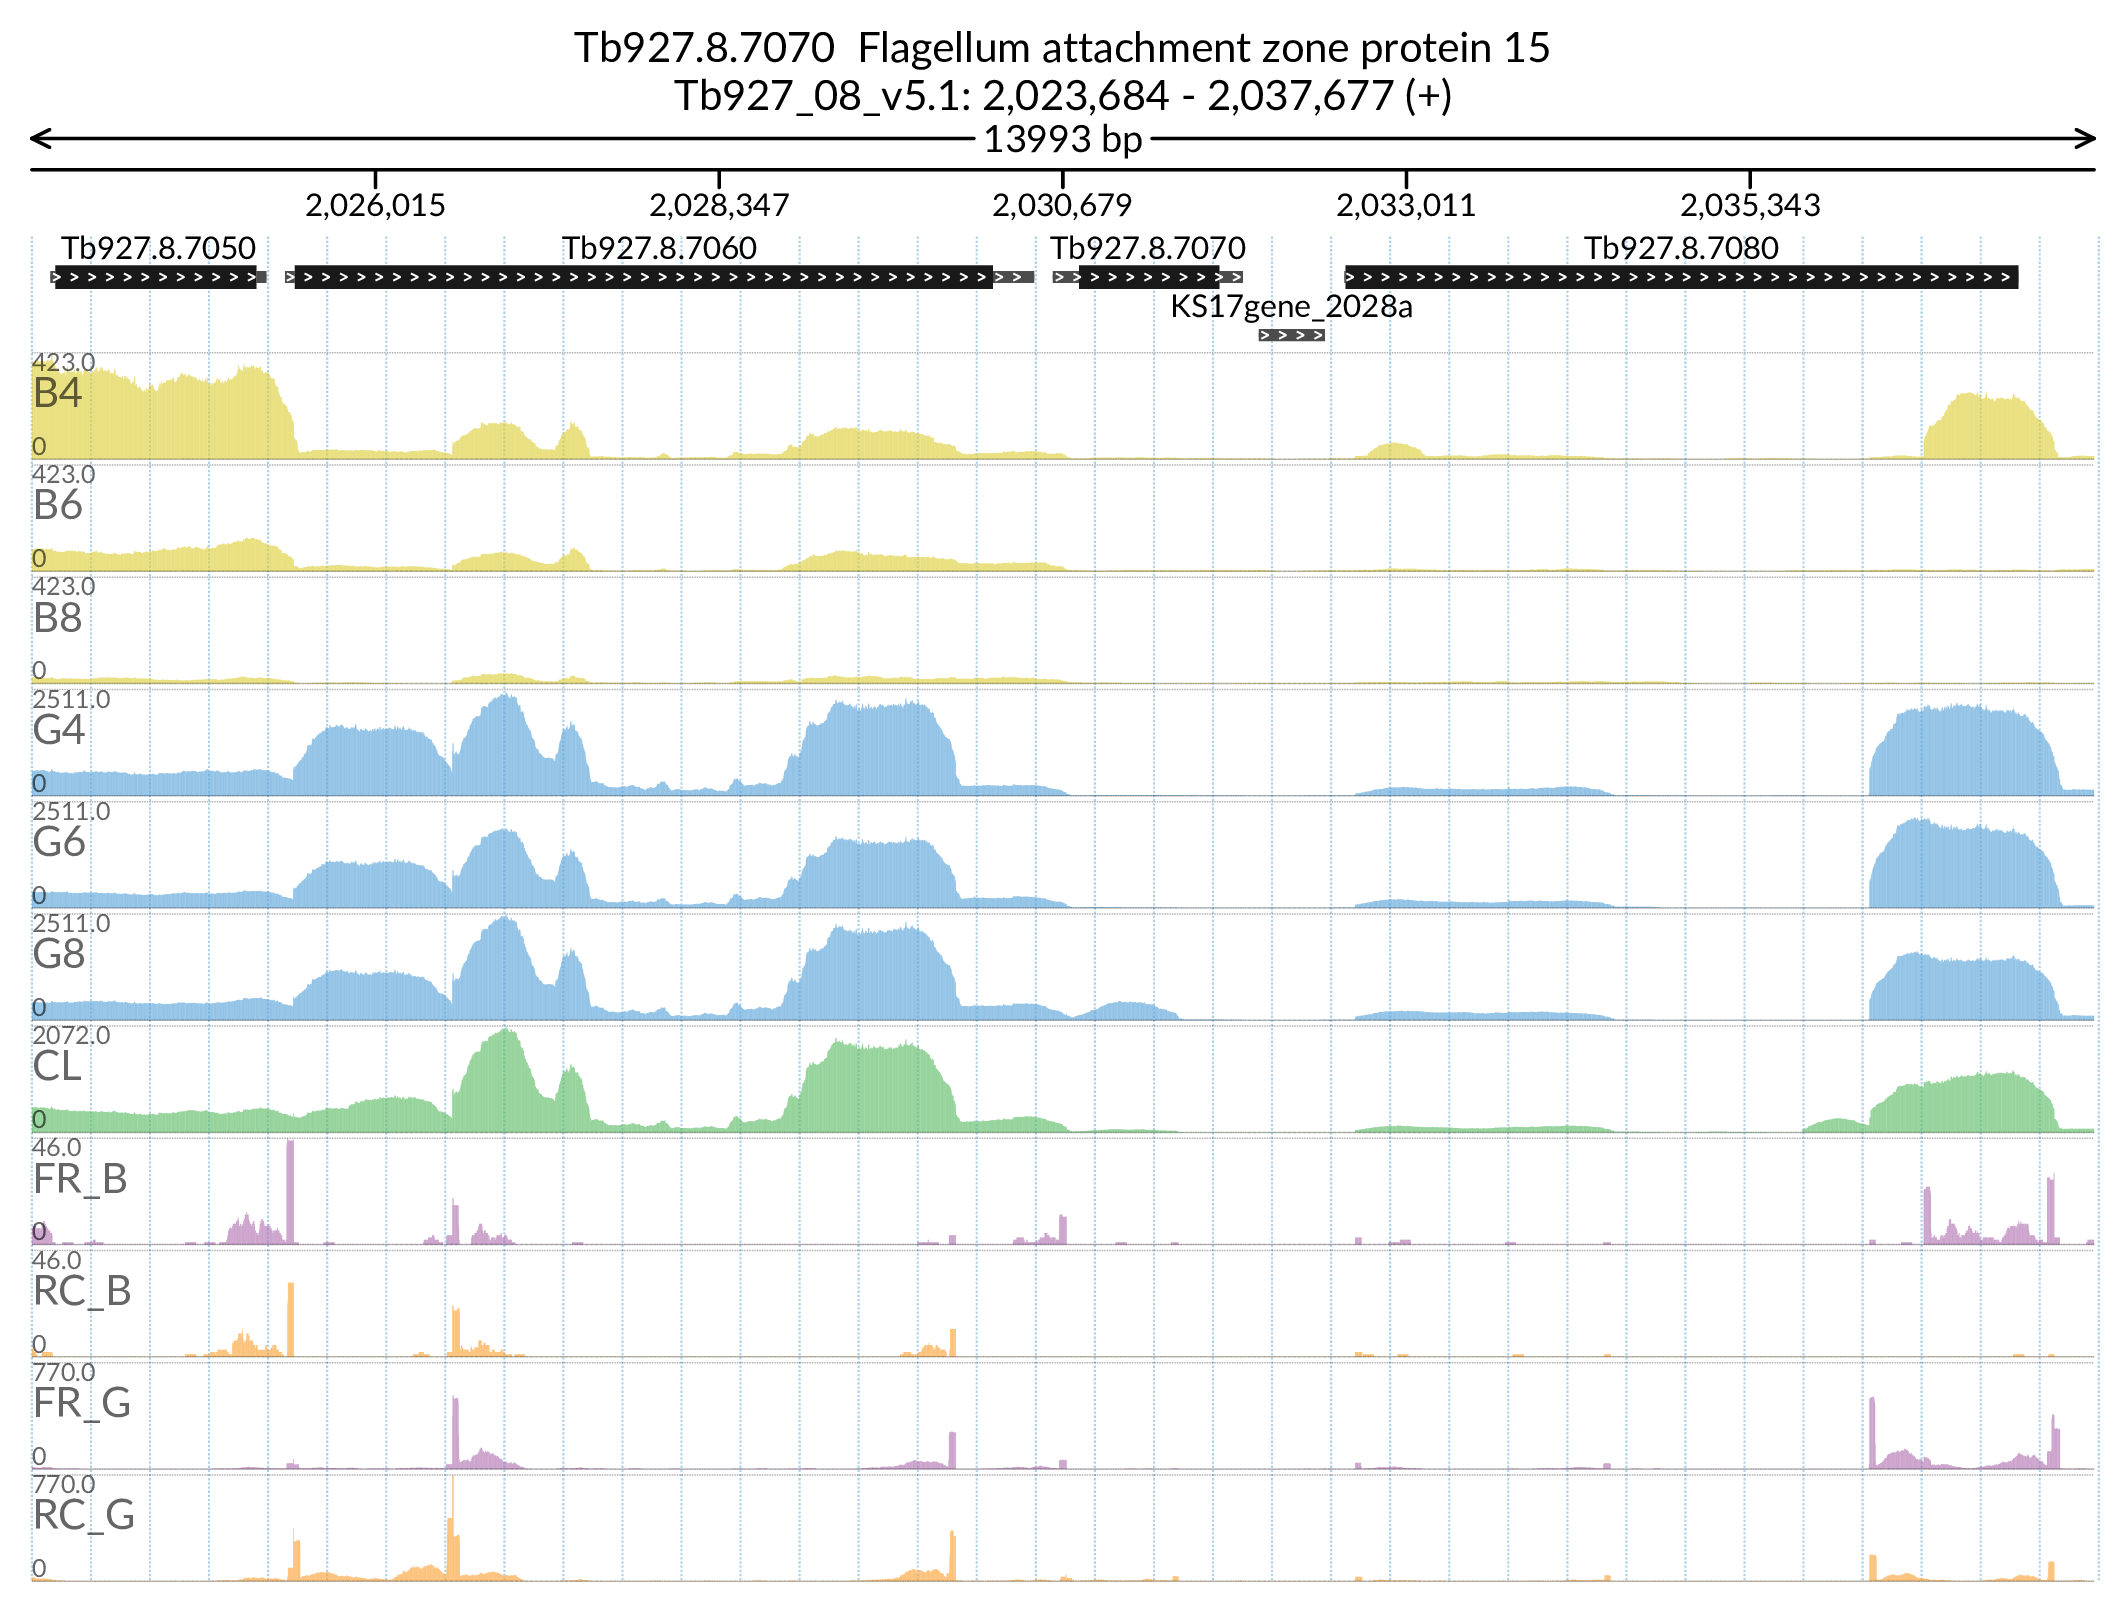 Tb927.8.7070  Flagellum attachment zone protein 15
Tb927_08_v5.1: 2,023,684 - 2,037,677 (+)
13993 bp
2,026,015 2,028,347 2,030,679 2,033,011 2,035,343
Tb927.8.7050 Tb927.8.7060 Tb927.8.7070 Tb927.8.7080
KS17gene_2028a
423.0
B4
0
423.0
B6
0
423.0
B8
0
2511.0
G4
0
2511.0
G6
0
2511.0
G8
0
2072.0
CL
0
46.0
FR_B
0
46.0
RC_B
0
770.0
FR_G
0
770.0
RC_G
0